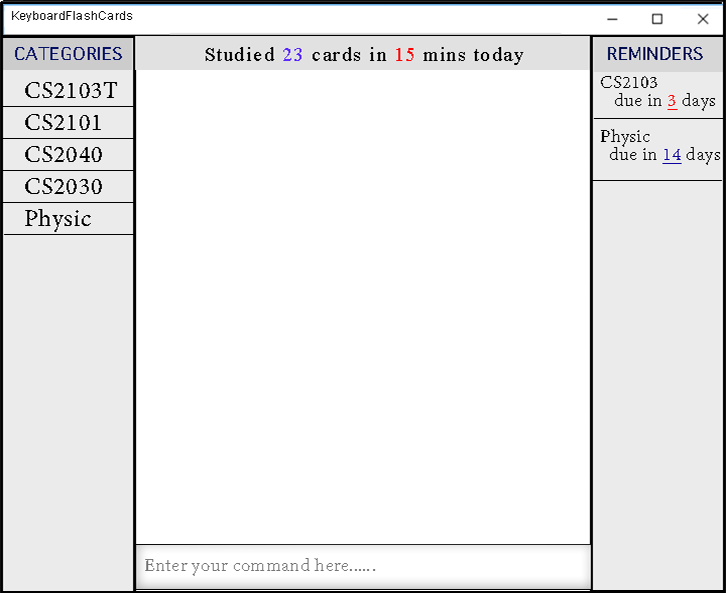 KeyboardFlashCards
CATEGORIES
CS2103T
CS2101
CS2040
CS2030
Physic
Studied 23 cards in 15 mins today
Enter your command here......
REMINDERS
CS2103
due in 3 days
Physic
due in 14 days